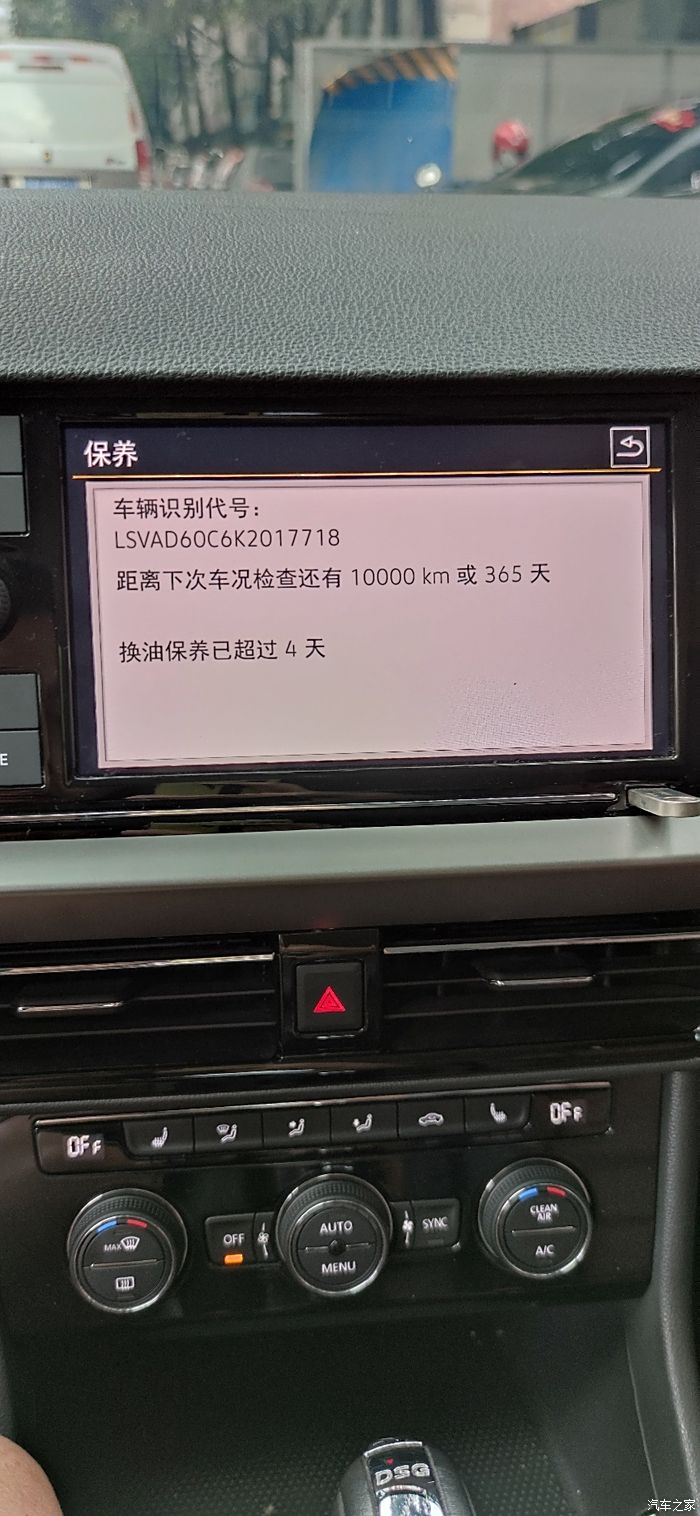 保养
车辆识别代号：
LSVAD60C6K2017718
距离下次车况检查还有 10000 km 或 365 天
换油保养已超过 4 天
E
OFF
OFF
MAX
OFF
AUTO
MENU
SYNC
CLEAN
AIR
A/C
DSG
汽车之家